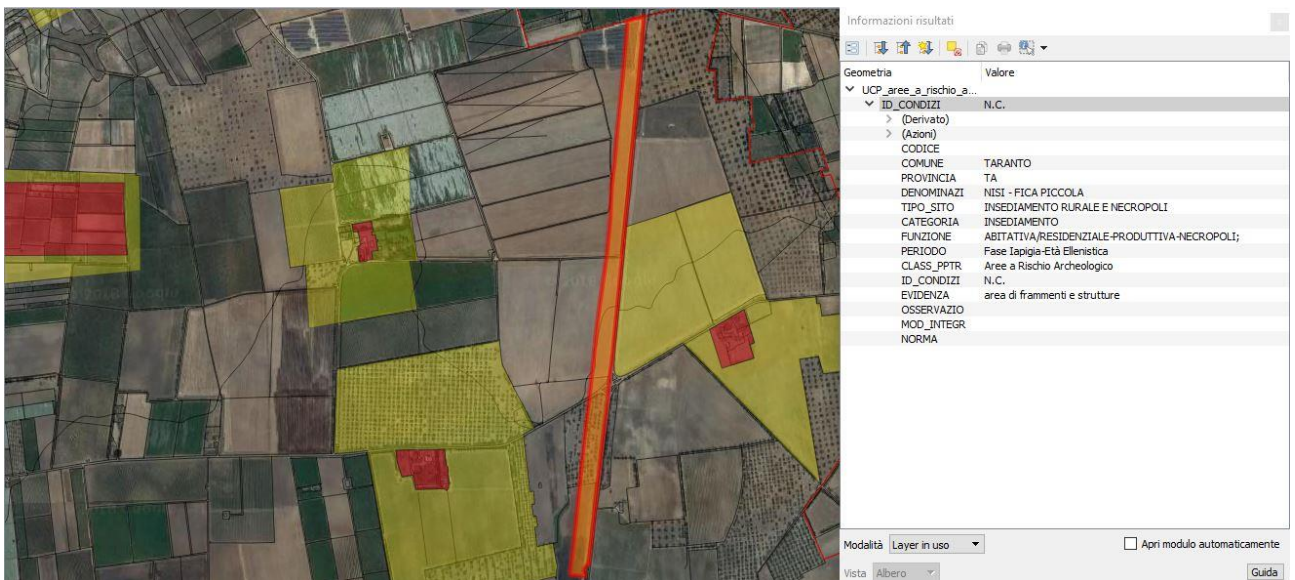 Informazioni risultati
Geometria Valore
UCP_aree_a_rischio_a...
ID_CONDIZI N.C.
(Derivato)
(Azioni)
CODICE
COMUNE TARANTO
PROVINCIA TA
DENOMINAZI NISI - FICA PICCOLA
TIPO_SITO INSEDIAMENTO RURALE E NECROPOLI
CATEGORIA INSEDIAMENTO
FUNZIONE ABITATIVA/RESIDENZIALE-PRODUTTIVA-NECROPOLI;
PERIODO Fase Iapigia-Età Ellenistica
CLASS_PPTR Aree a Rischio Archeologico
ID_CONDIZI N.C.
EVIDENZA area di frammenti e strutture
OSSERVAZIO
MOD_INTEGR
NORMA
Modalità Layer in uso Apri modulo automaticamente
Vista Albero Guida